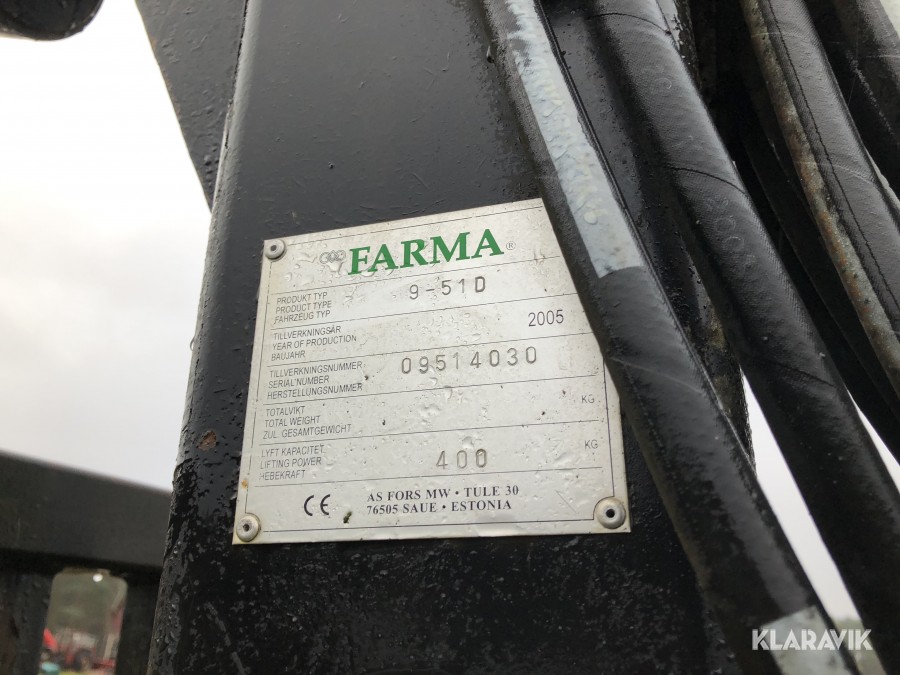 FARMA®
PRODUKT TYP
PRODUCT TYPE
FAHRZEUG TYP
9-51D
TILLVERKNINGSÅR
YEAR OF PRODUCTION
BAUJAHR
2005
TILLVERKNINGSNUMMER
SERIALNUMBER
HERSTELLUNGSNUMMER
09514030
TOTALVIKT
TOTAL WEIGHT
ZUL. GESAMTGEWICHT
KG
LYFT KAPACITET
LIFTING POWER
HEBEKRAFT
400
KG
CE
AS FORS MW · TULE 30
76505 SAUE · ESTONIA
KLARAVIK